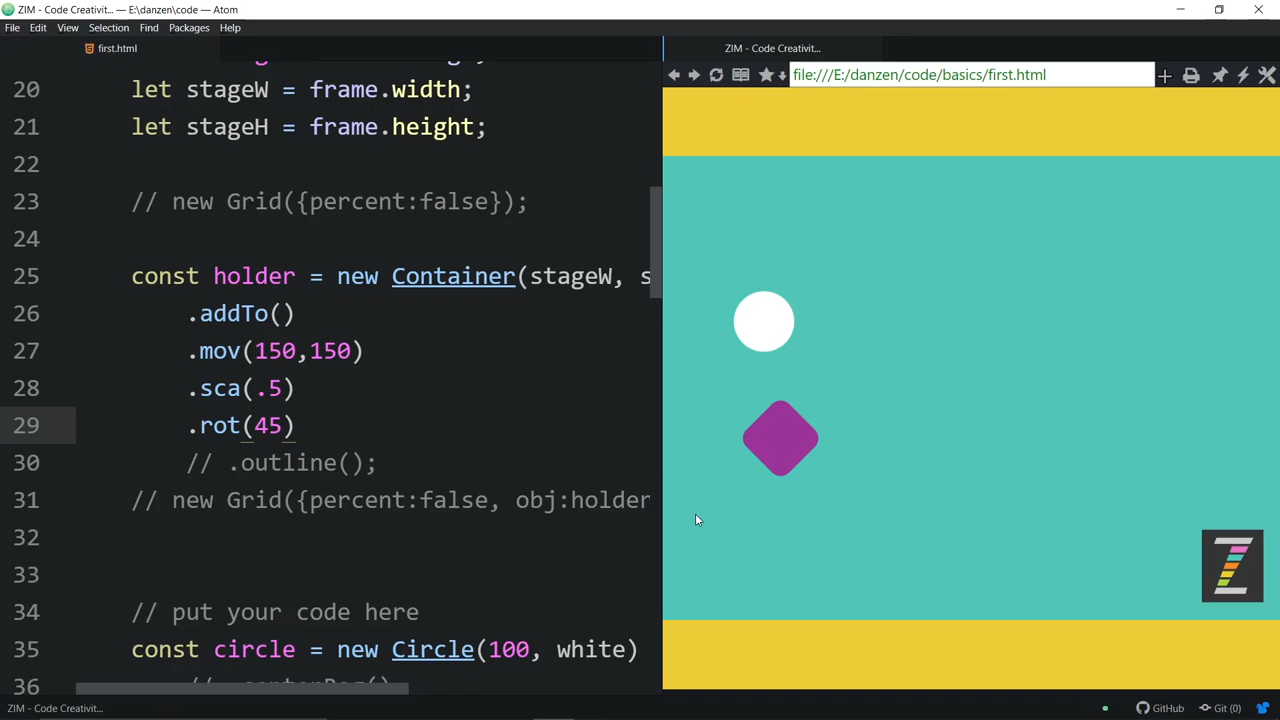 ZIM - Code Creativit... — E:\danzen\code — Atom
File Edit View Selection Find Packages Help
first.html
ZIM - Code Creativit...
file:///E:/danzen/code/basics/first.html
20 let stageW = frame.width;
21 let stageH = frame.height;
22
23 // new Grid({percent:false});
24
25 const holder = new Container(stageW, s
26 .addTo()
27 .mov(150,150)
28 .sca(.5)
29 .rot(45)
30 // .outline();
31 // new Grid({percent:false, obj:holder
32
33
34 // put your code here
35 const circle = new Circle(100, white)
36 // .centerReg()
Z
ZIM - Code Creativit...
GitHub
Git (0)